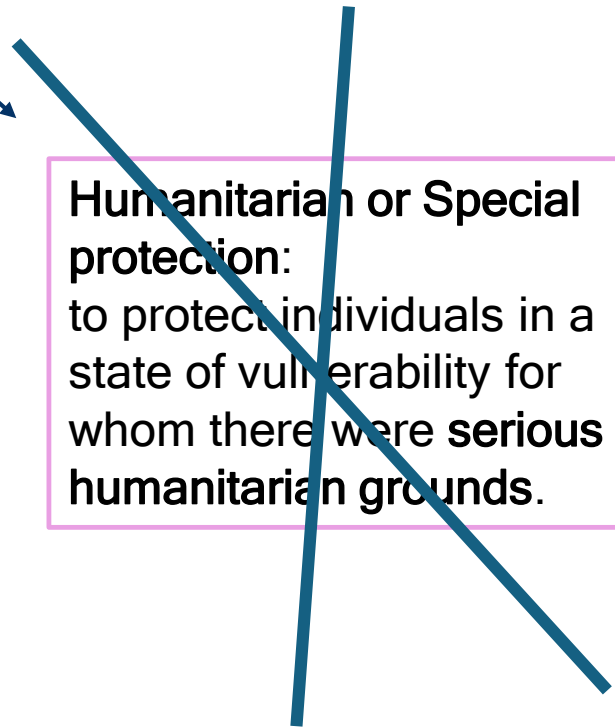 Humanitarian or Special
protection:
to protect individuals in a
state of vulnerability for
whom there were serious
humanitarian grounds.